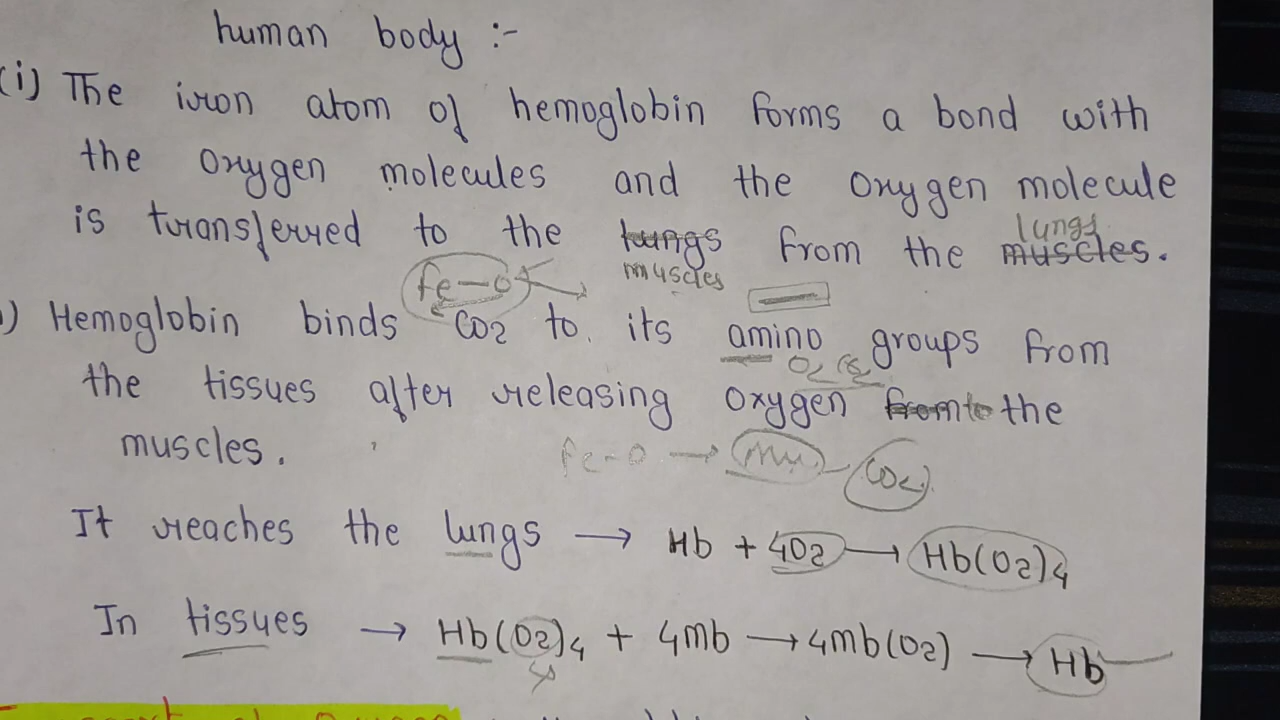 human body :-
(i) The iron atom of hemoglobin forms a bond with
the oxygen molecules and the oxygen molecule
lungs
is transferred to the lungs from the muscles.
Fe-O muscles
) Hemoglobin binds CO2 to its amino groups from
O2
the tissues after releasing oxygen to the
muscles.
Fe-O → CO2
It reaches the lungs → Hb + 4O2 → Hb(O2)4
In tissues → Hb(O2)4 + 4mb → 4mb(O2) → Hb